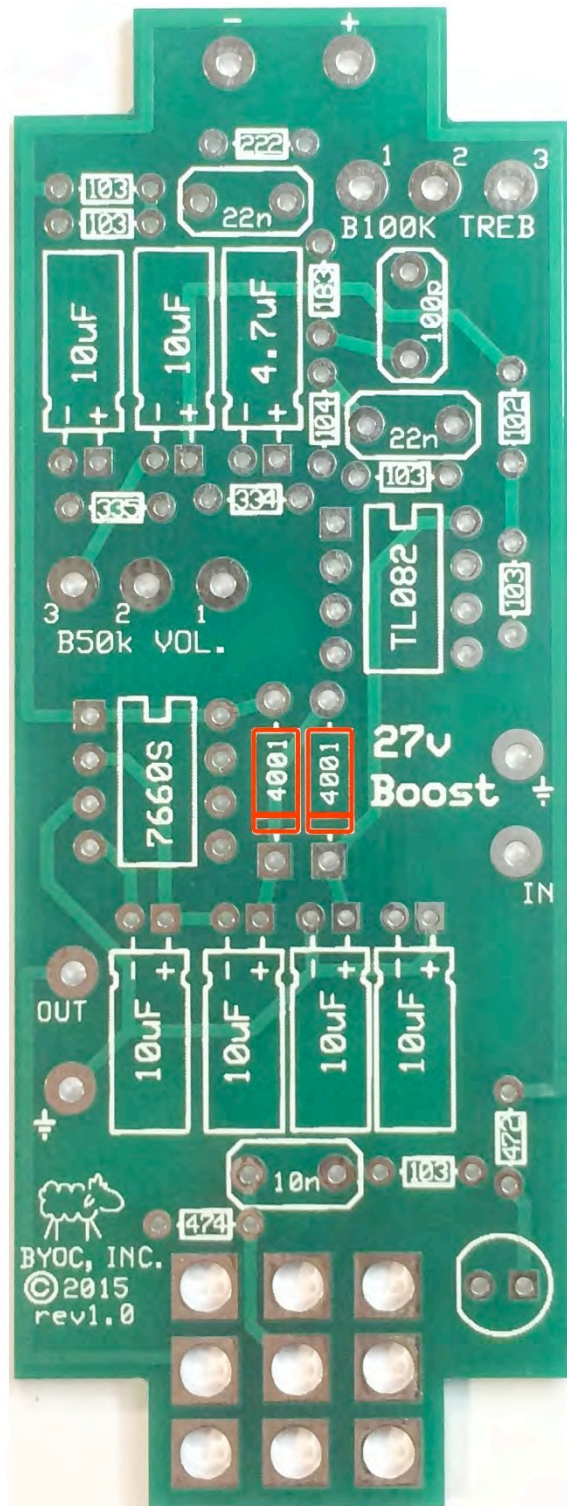 - +
222
1 2 3
103
103
22n
B100K TREB
10uF
10uF
4.7uF
183
100p
- +
- +
- +
104
22n
102
103
335
334
TL082
103
3 2 1
B50k VOL.
7660S
4001
4001
27v
Boost
IN
- +
- +
- +
- +
OUT
10uF
10uF
10uF
10uF
472
10n
103
474
BYOC, INC.
©2015
rev1.0